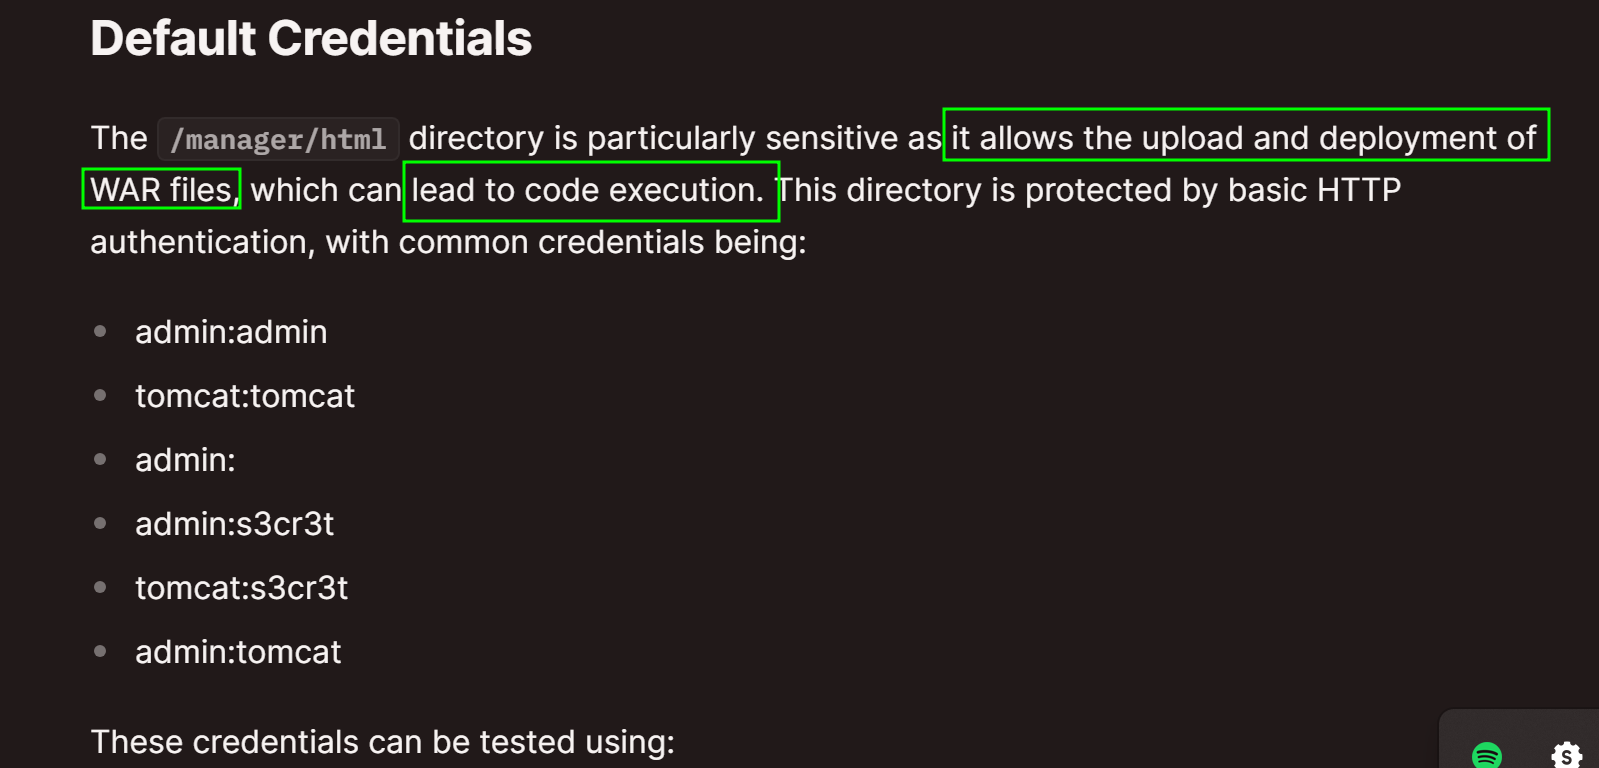 Default Credentials
The /manager/html directory is particularly sensitive as it allows the upload and deployment of
WAR files, which can lead to code execution. This directory is protected by basic HTTP
authentication, with common credentials being:
admin:admin
tomcat:tomcat
admin:
admin:s3cr3t
tomcat:s3cr3t
admin:tomcat
These credentials can be tested using:
S